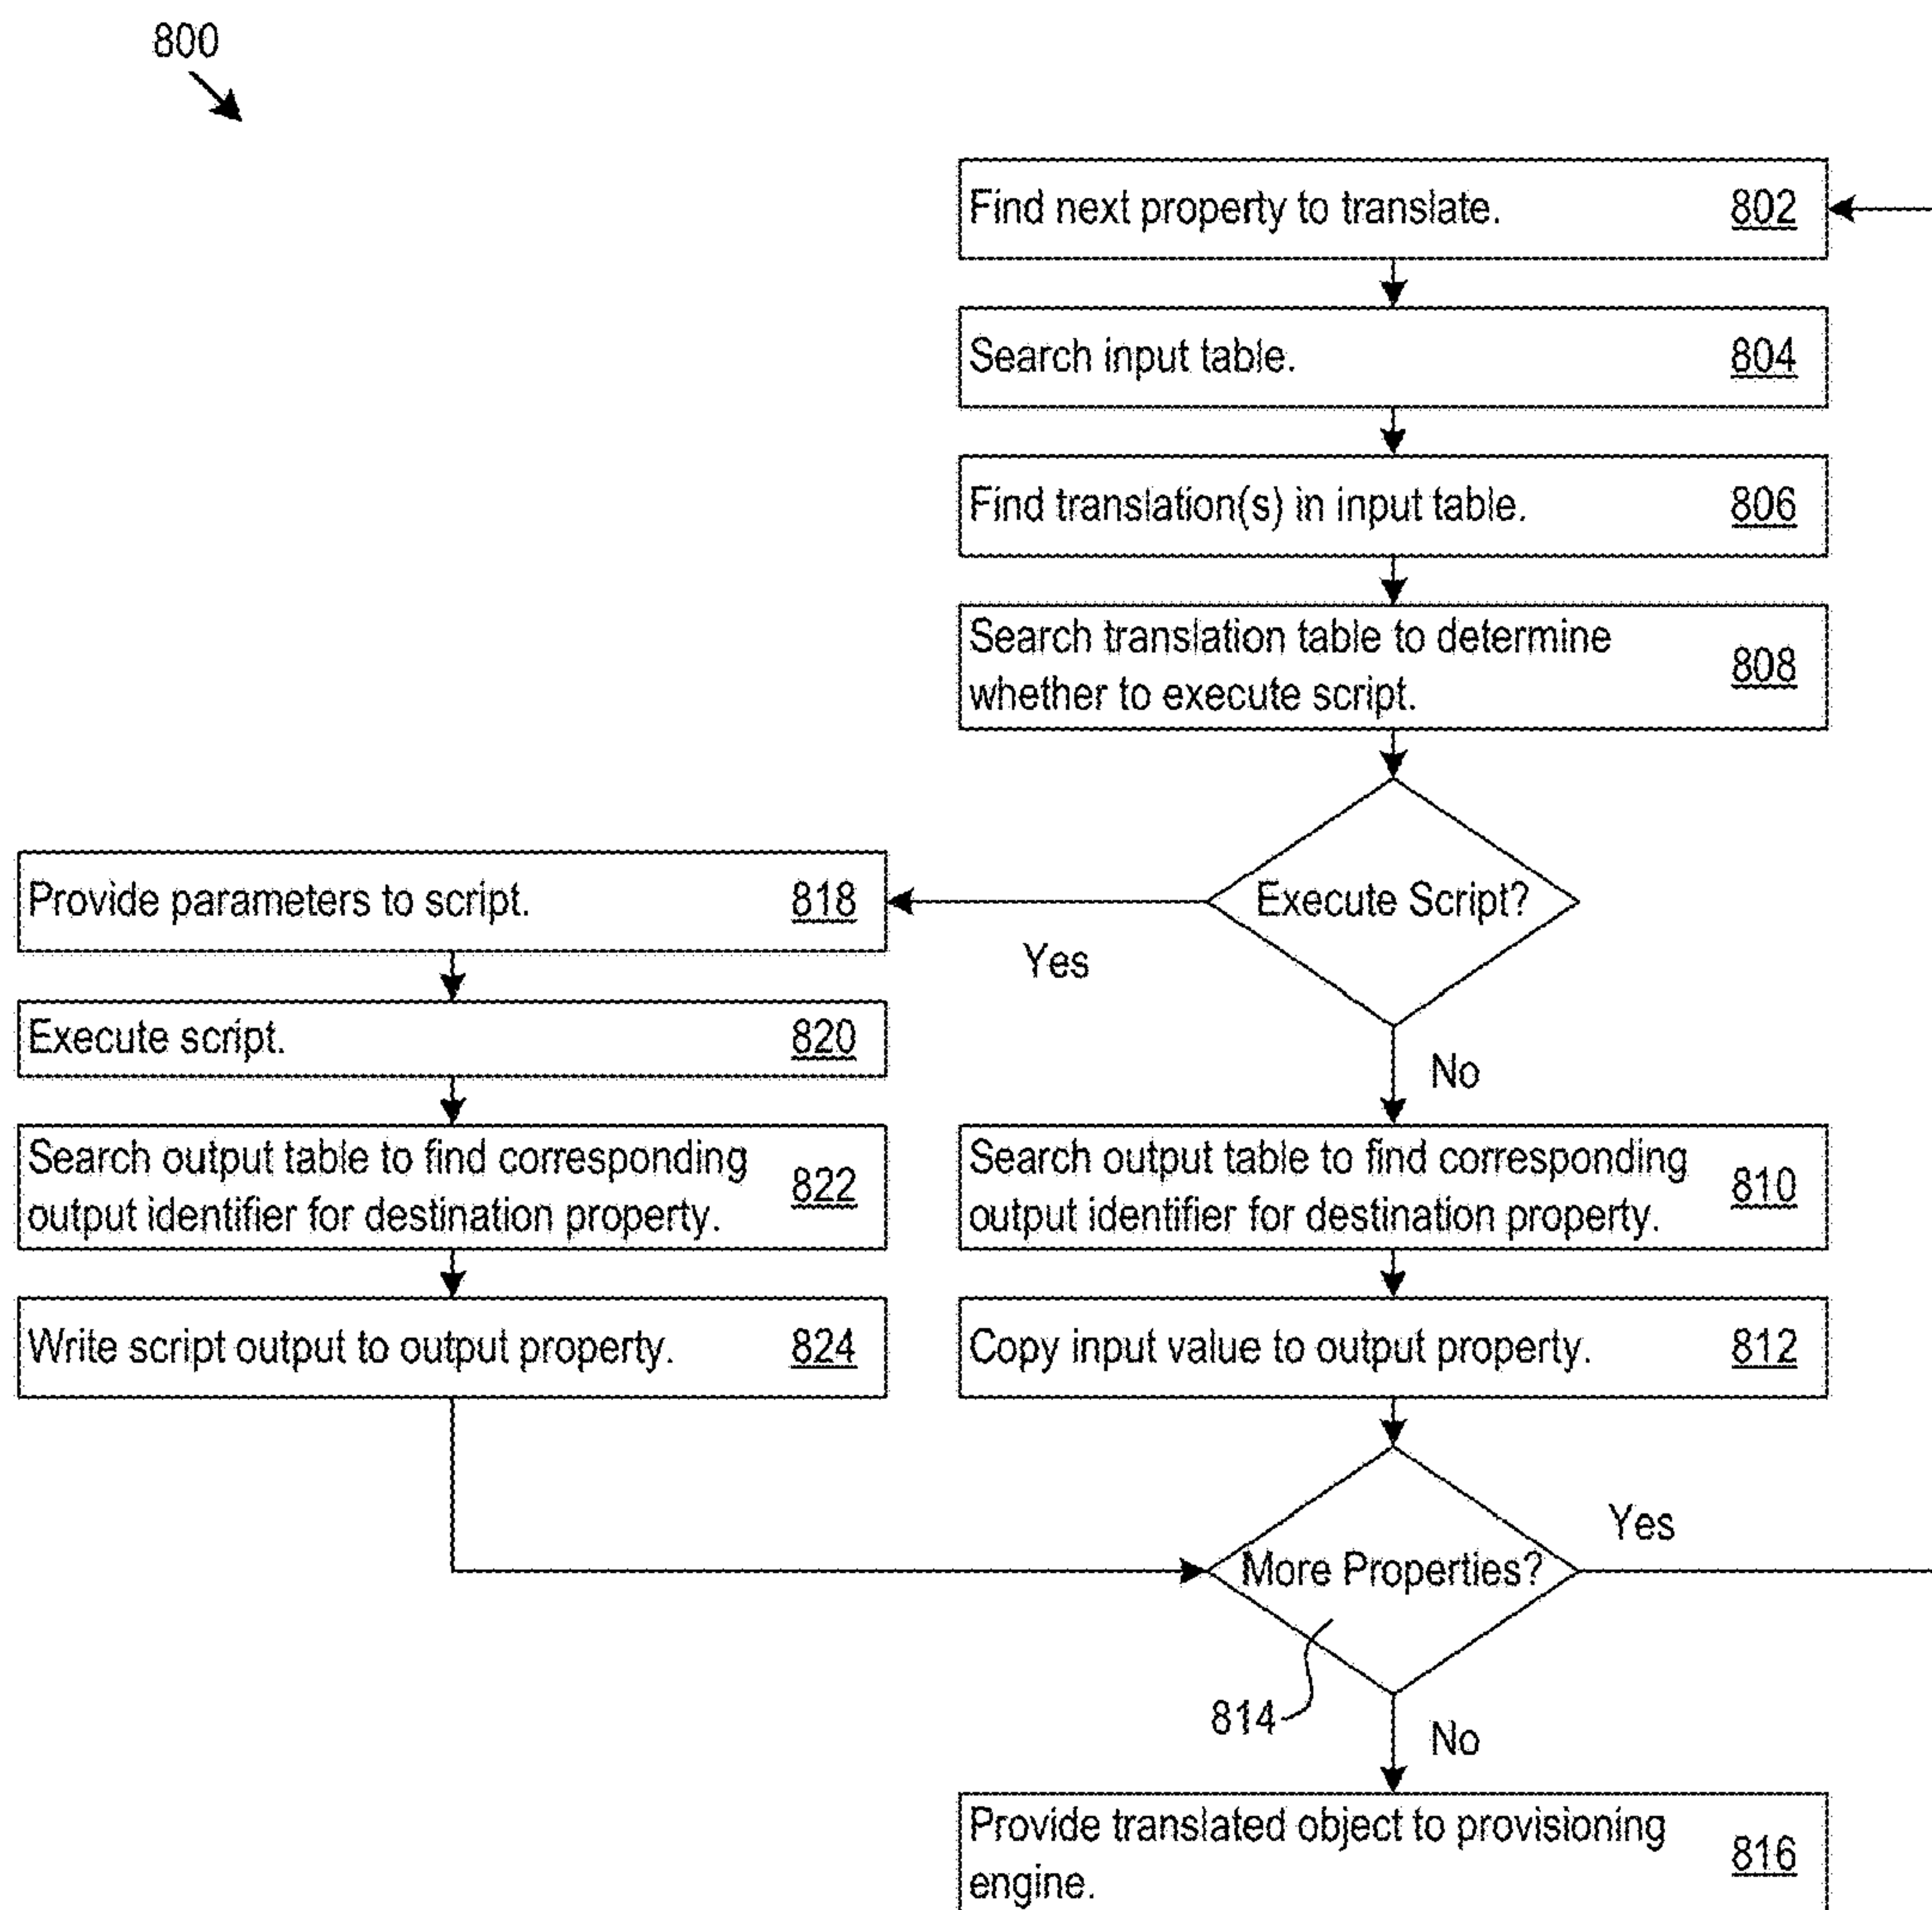 800
Find next property to translate. 802
Search input table. 804
Find translation(s) in input table. 806
Search translation table to determine
whether to execute script. 808
Execute Script?
Yes
No
Provide parameters to script. 818
Execute script. 820
Search output table to find corresponding
output identifier for destination property. 822
Write script output to output property. 824
Search output table to find corresponding
output identifier for destination property. 810
Copy input value to output property. 812
More Properties?
Yes
814
No
Provide translated object to provisioning
engine. 816